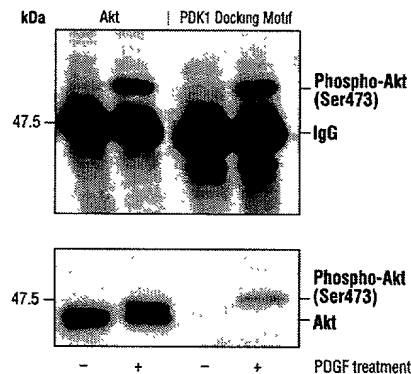 kDa Akt PDK1 Docking Motif
Phospho-Akt
(Ser473)
47.5 IgG
Phospho-Akt
47.5 (Ser473)
Akt
- + - + PDGF treatment